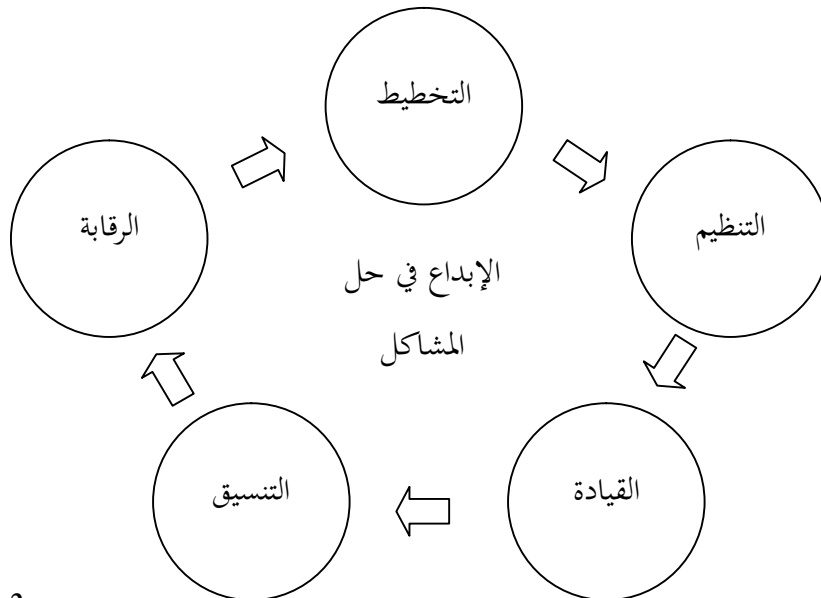 التخطيط
التنظيم
القيادة
التنسيق
الرقابة
الإبداع في حل
المشاكل